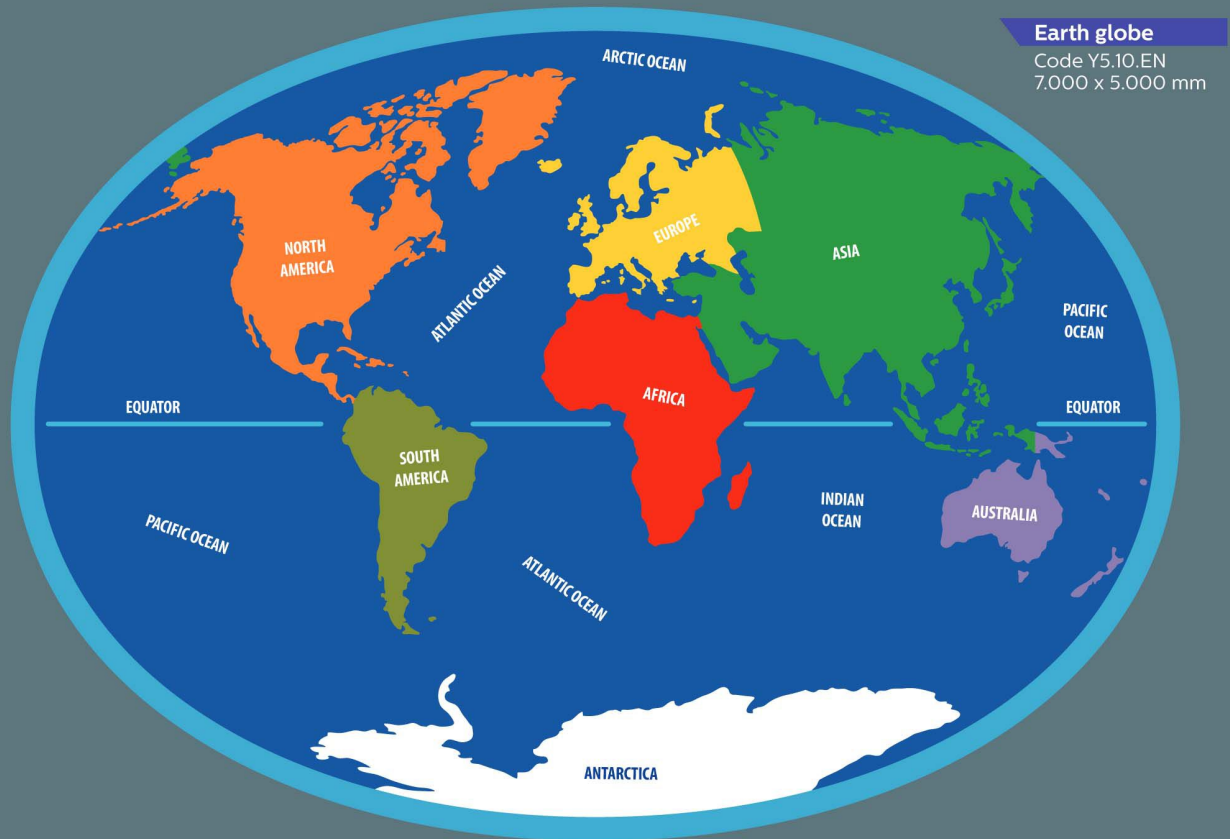 Earth globe
Code Y5.10.EN
7.000 x 5.000 mm
ARCTIC OCEAN
NORTH
AMERICA
ATLANTIC OCEAN
EUROPE
ASIA
PACIFIC
OCEAN
AFRICA
EQUATOR
EQUATOR
SOUTH
AMERICA
INDIAN
OCEAN
AUSTRALIA
PACIFIC OCEAN
ATLANTIC OCEAN
ANTARCTICA